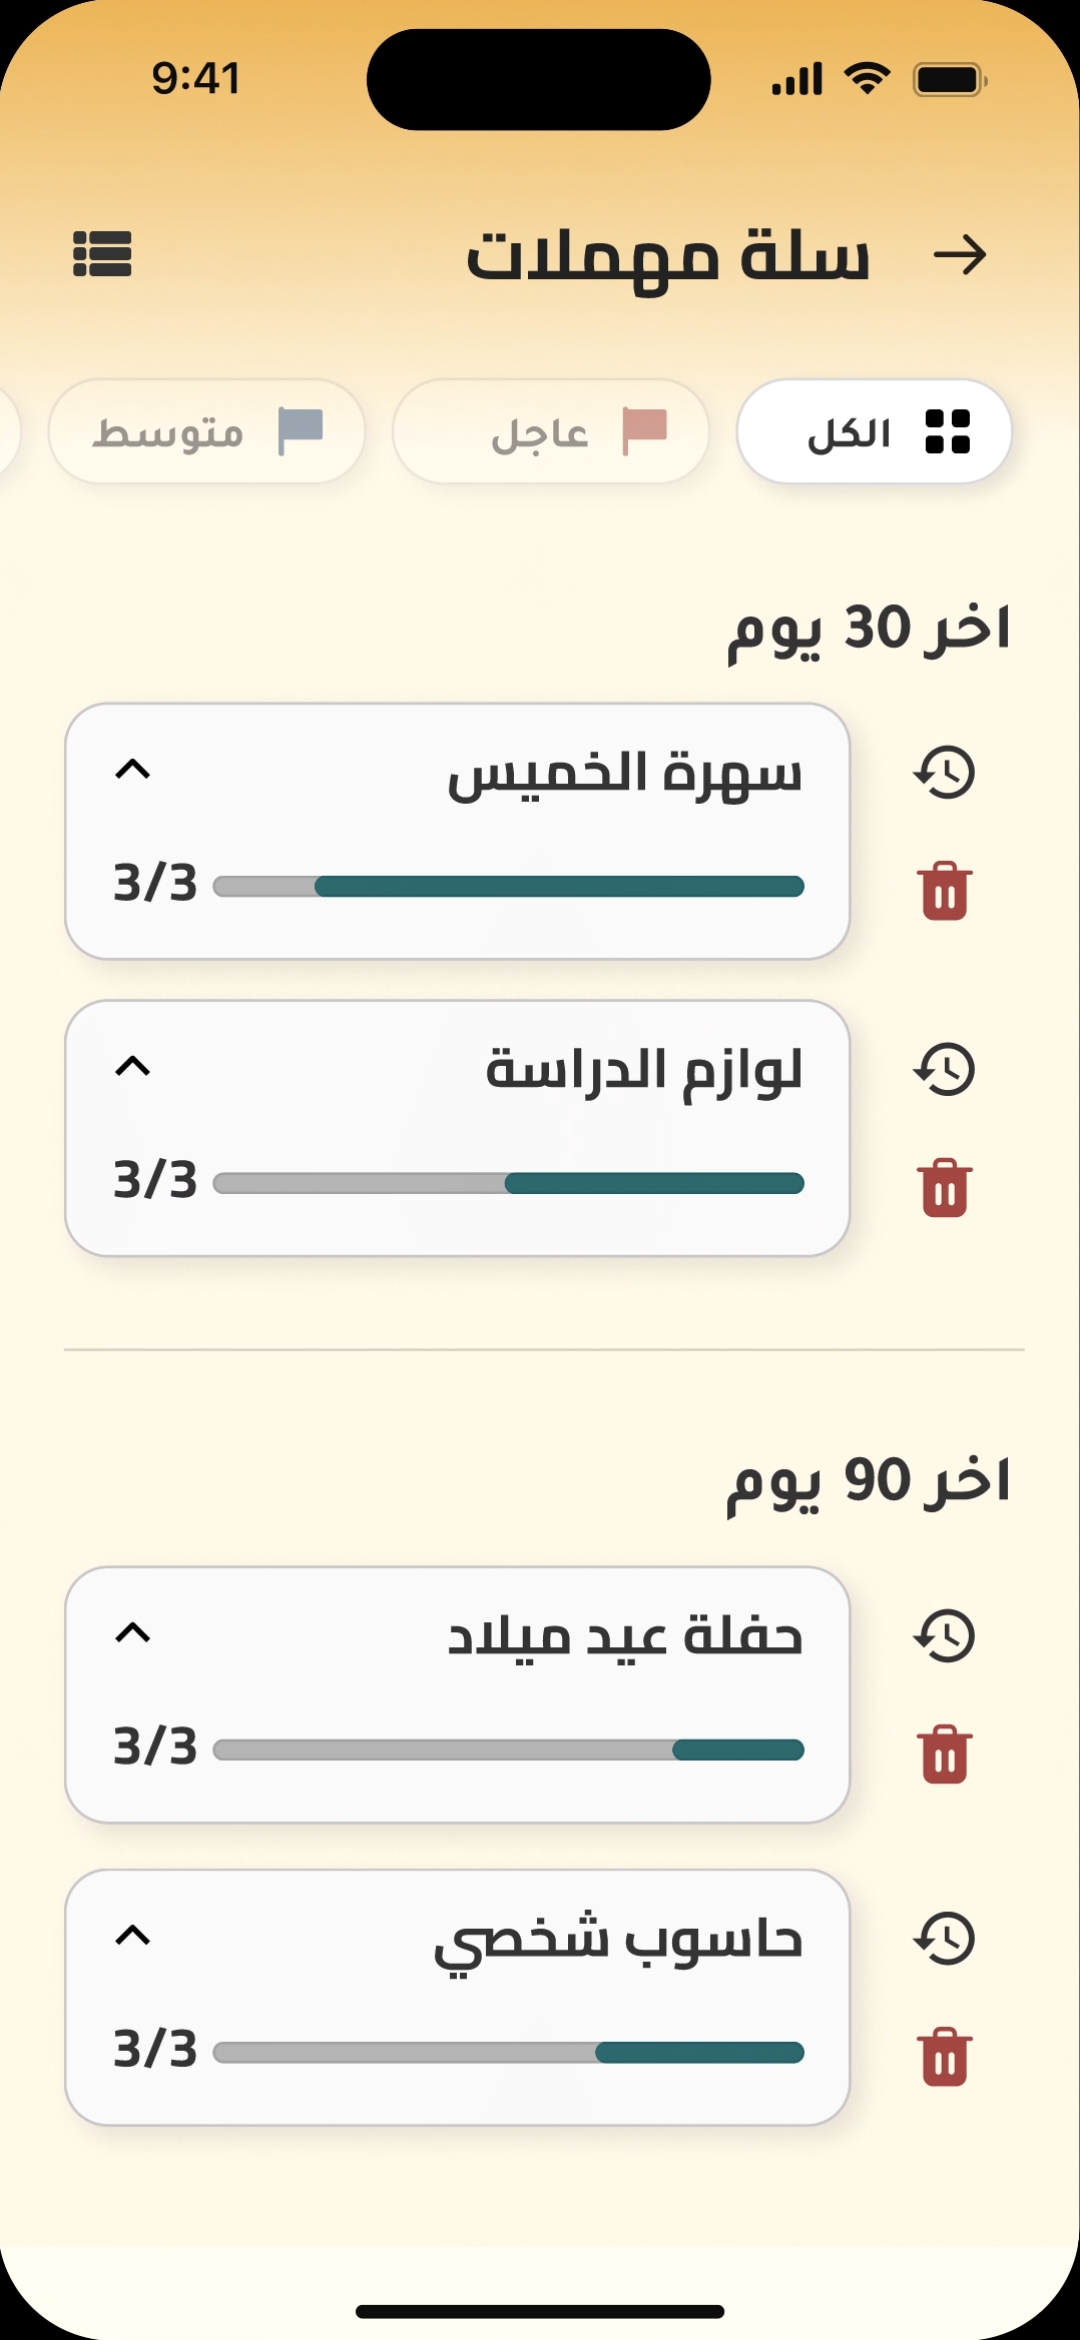 9:41
سلة مهملات
الكل عاجل متوسط
اخر 30 يوم
سهرة الخميس
3/3
لوازم الدراسة
3/3
اخر 90 يوم
حفلة عيد ميلاد
3/3
حاسوب شخصي
3/3